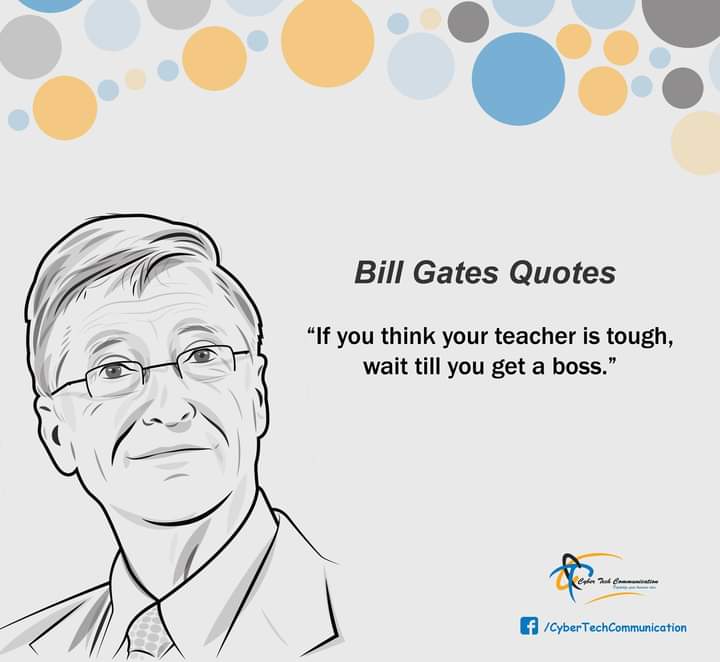 Bill Gates Quotes
“If you think your teacher is tough,
wait till you get a boss.”
Cyber Tech Communication
/CyberTechCommunication